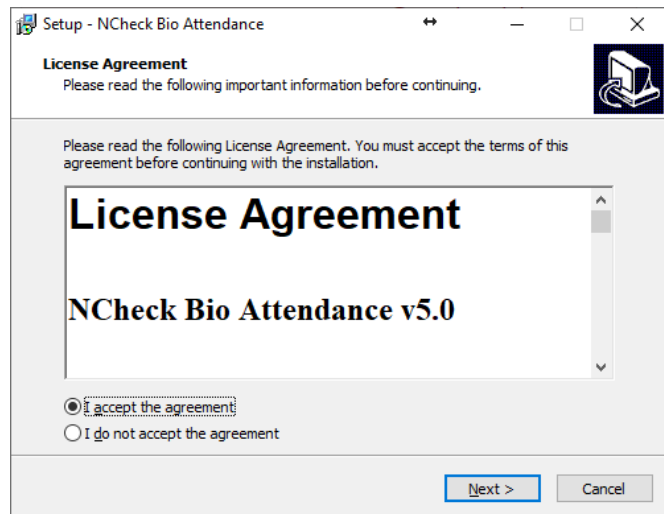 Setup - NCheck Bio Attendance
License Agreement
Please read the following important information before continuing.
Please read the following License Agreement. You must accept the terms of this
agreement before continuing with the installation.
License Agreement
NCheck Bio Attendance v5.0
I accept the agreement
I do not accept the agreement
Next >
Cancel